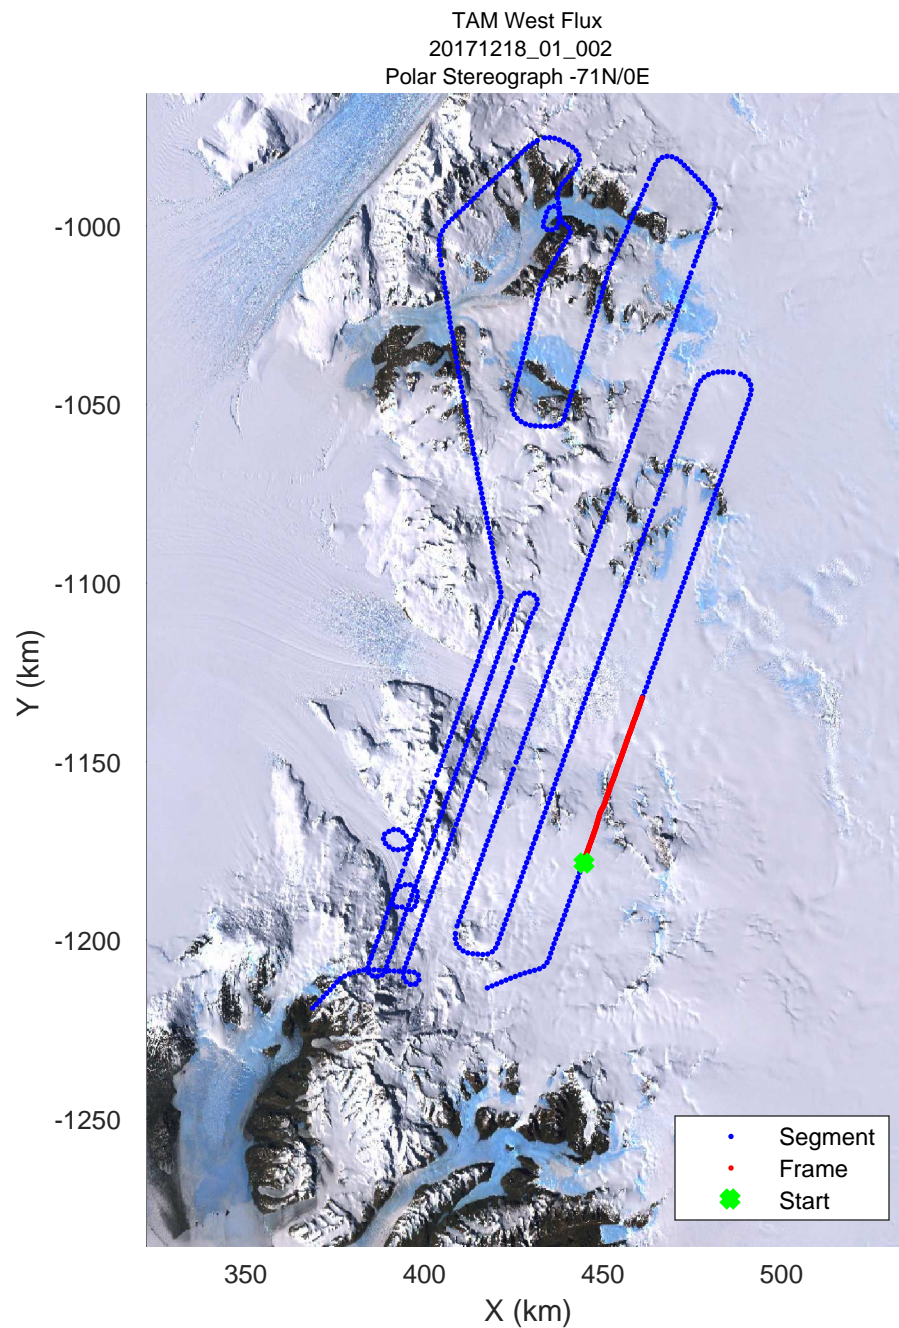 TAM West Flux
20171218_01_002
Polar Stereograph -71N/0E
-1000
-1050
-1100
-1150
-1200
-1250
Y (km)
350
400
450
500
X (km)
Segment
Frame
Start